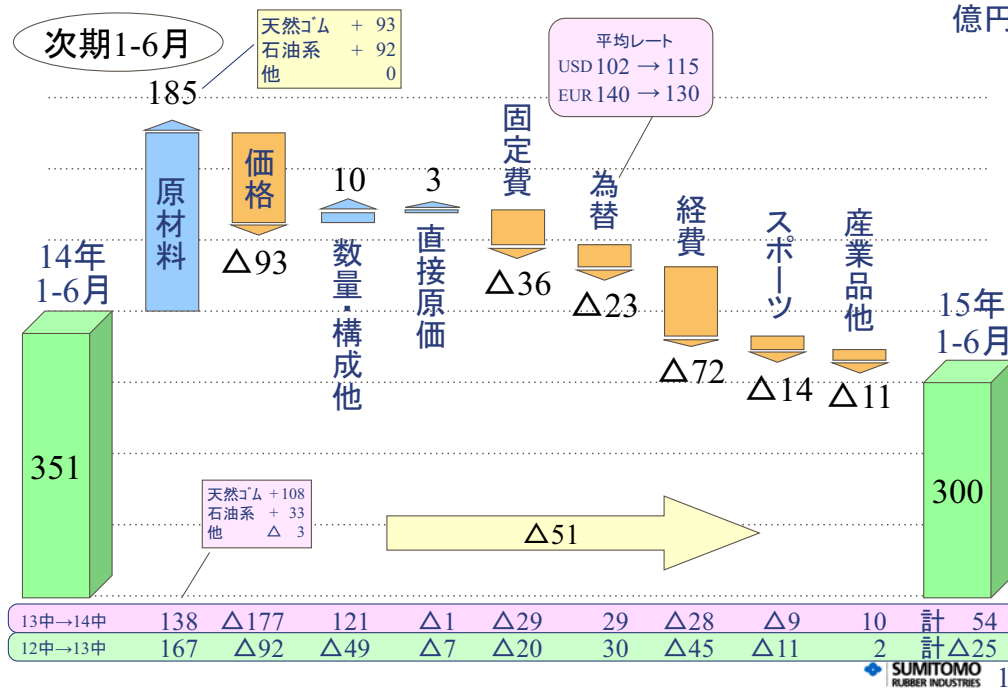 億円
次期1-6月
天然ゴム + 93
石油系 + 92
他 0
平均レート
USD 102 → 115
EUR 140 → 130
185
原材料
価格
△93
10
数量・構成他
3
直接原価
固定費
△36
為替
△23
経費
△72
スポーツ
△14
産業品他
△11
14年
1-6月
351
15年
1-6月
300
天然ゴム +108
石油系 + 33
他 △ 3
△51
13中→14中 138 △177 121 △1 △29 29 △28 △9 10 計 54
12中→13中 167 △92 △49 △7 △20 30 △45 △11 2 計△25
SUMITOMO
RUBBER INDUSTRIES
1